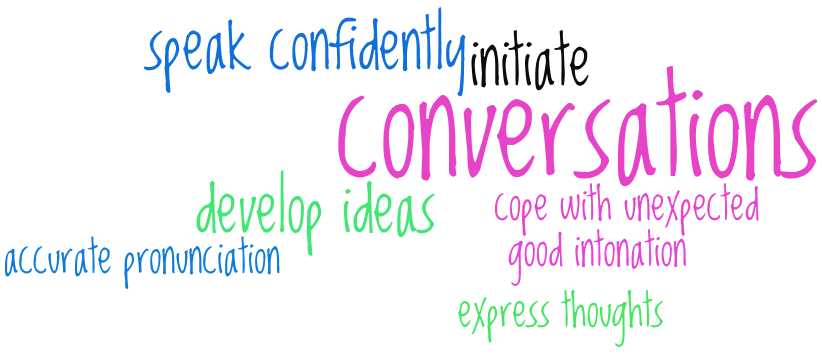 speak confidently
initiate
conversations
develop ideas
cope with unexpected
good intonation
accurate pronunciation
express thoughts